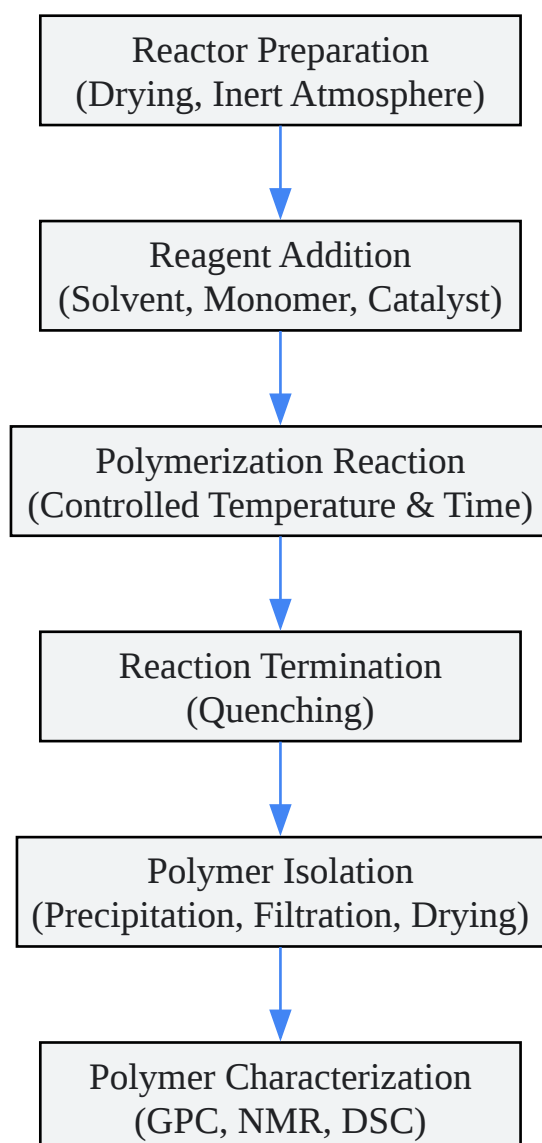 Reactor Preparation
(Drying, Inert Atmosphere)
Reagent Addition
(Solvent, Monomer, Catalyst)
Polymerization Reaction
(Controlled Temperature & Time)
Reaction Termination
(Quenching)
Polymer Isolation
(Precipitation, Filtration, Drying)
Polymer Characterization
(GPC, NMR, DSC)